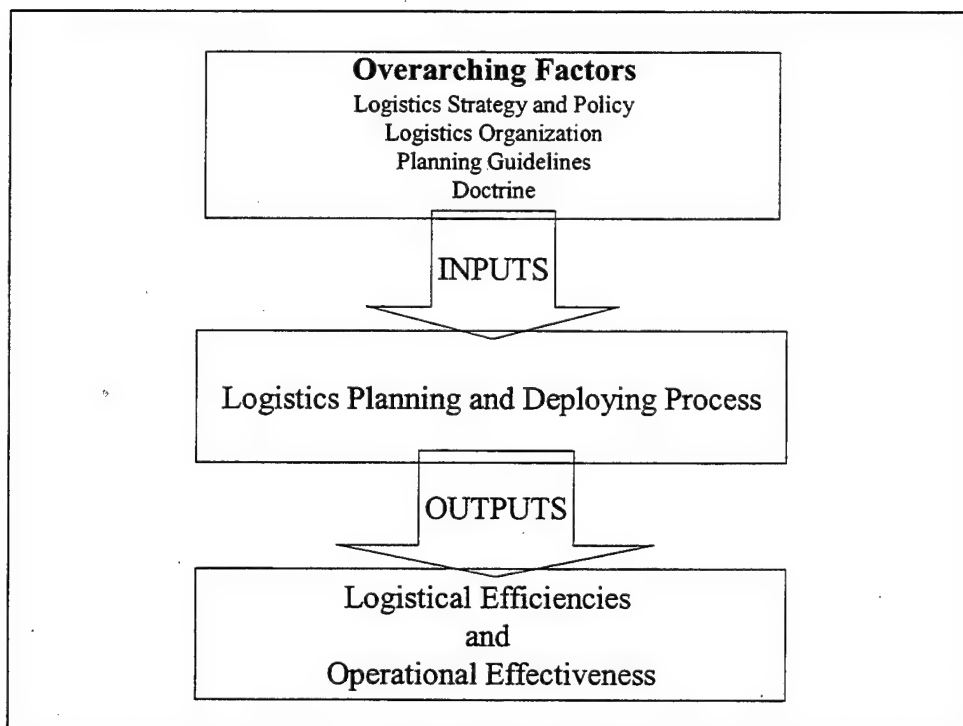 Overarching Factors
Logistics Strategy and Policy
Logistics Organization
Planning Guidelines
Doctrine
INPUTS
Logistics Planning and Deploying Process
OUTPUTS
Logistical Efficiencies
and
Operational Effectiveness